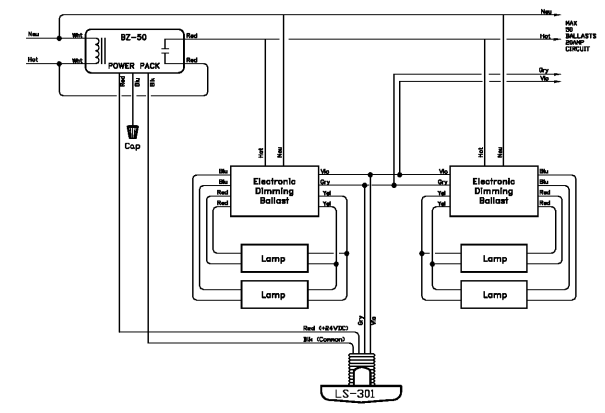 Neu
MAX
50
BALLASTS
20AMP
CIRCUIT
Neu Wht BZ-50 Red Hot
Hot Wht POWER PACK Red
Gry
Vio
Red Blu Blk
Cap
Hot Neu Hot Neu
Blu Electronic Dimming Ballast Vio Vio Electronic Dimming Ballast Blu
Blu Gry Gry Blu
Red Yel Yel Red
Red Yel Yel Red
Lamp Lamp
Lamp Lamp
Gry Vio
Red (+24VDC)
Blk (Common)
LS-301